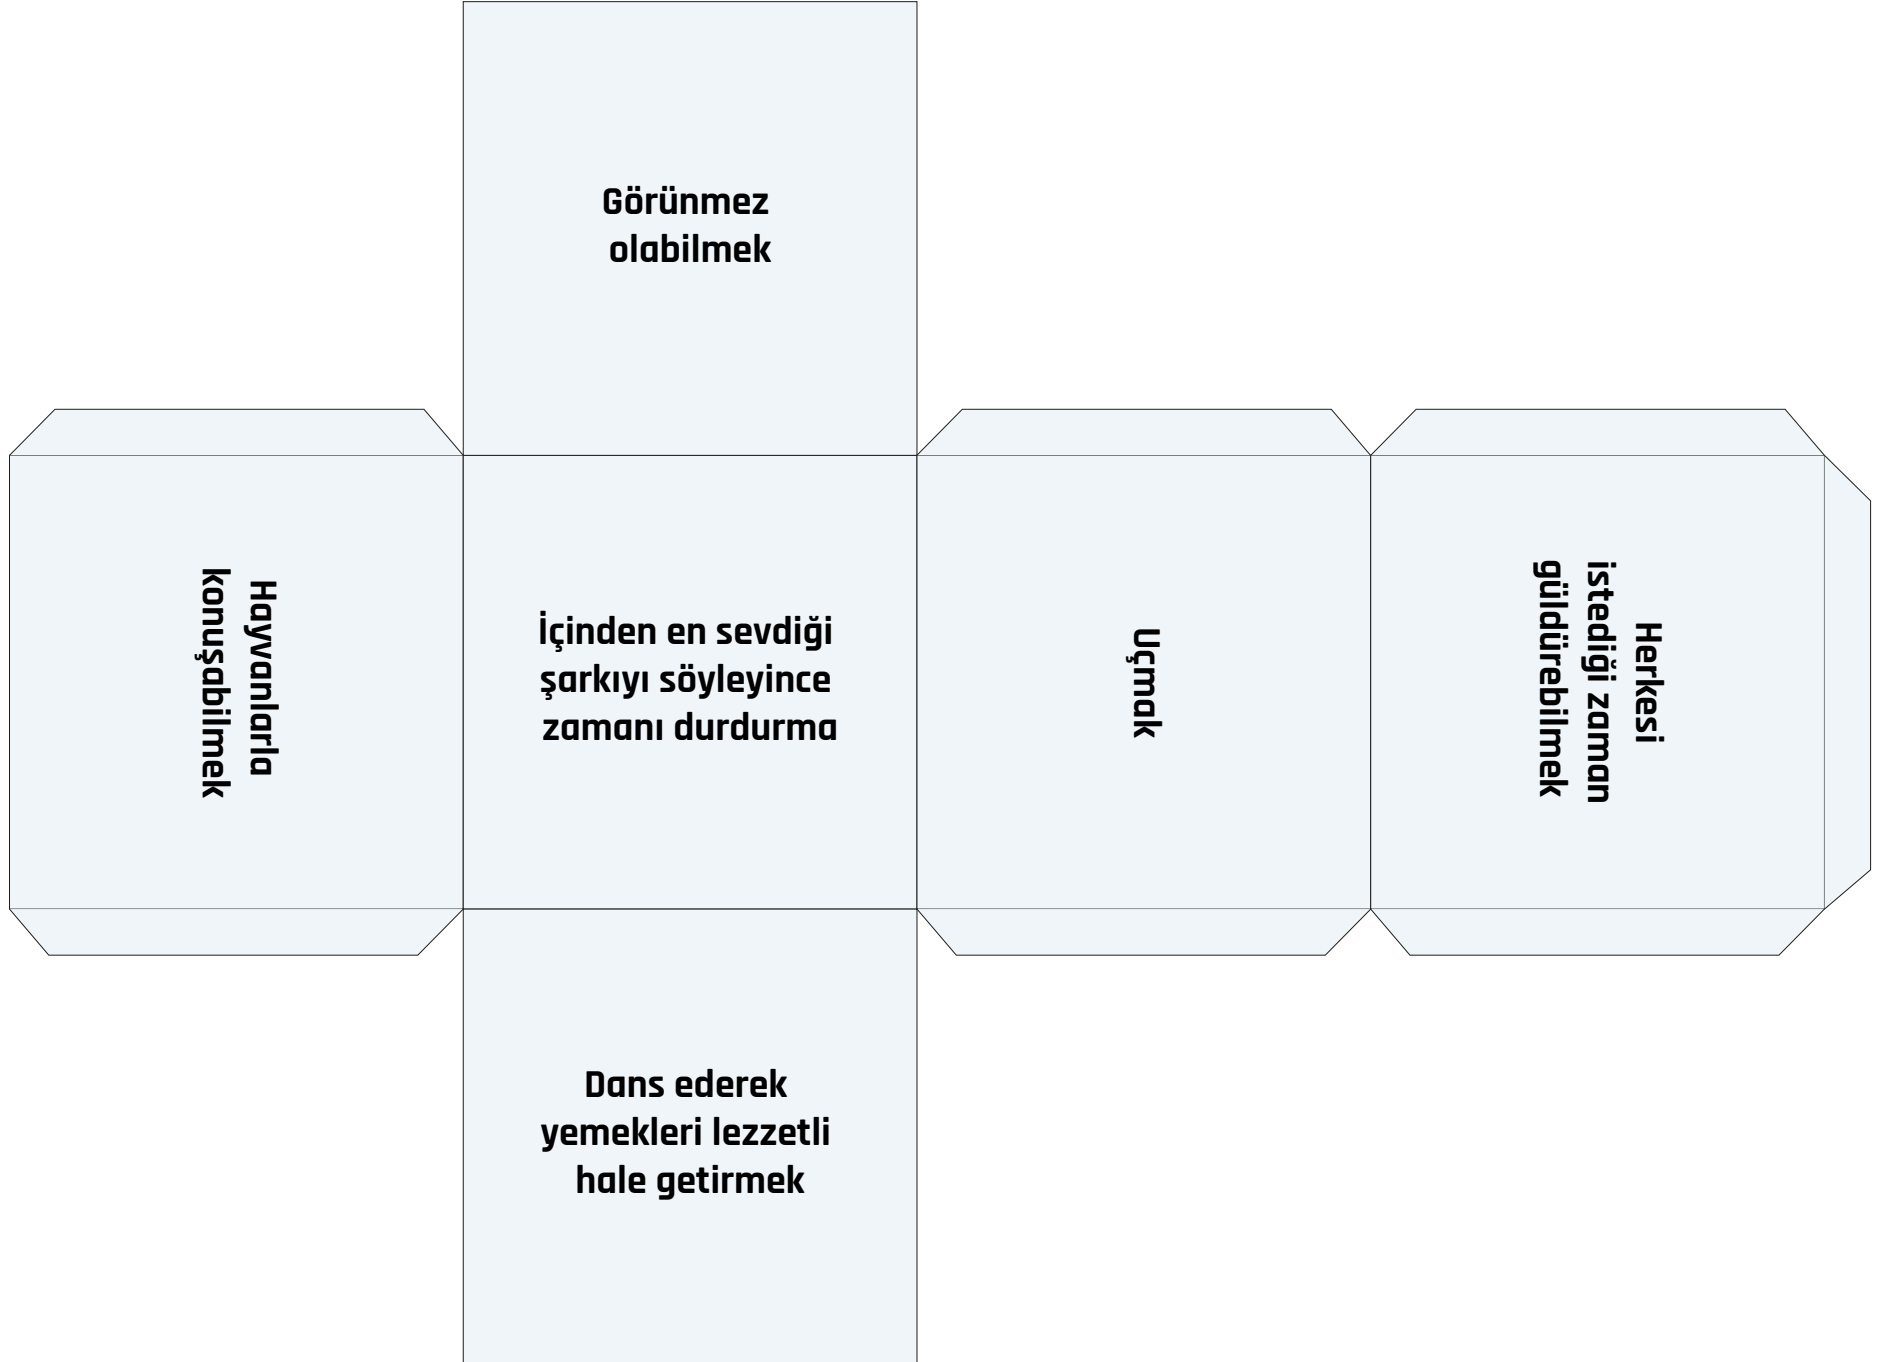 Görünmez
olabilmek
Hayvanlarla
konuşabilmek
İçinden en sevdiği
şarkıyı söyleyince
zamanı durdurma
Uçmak
Herkesi
istediği zaman
güldürebilmek
Dans ederek
yemekleri lezzetli
hale getirmek